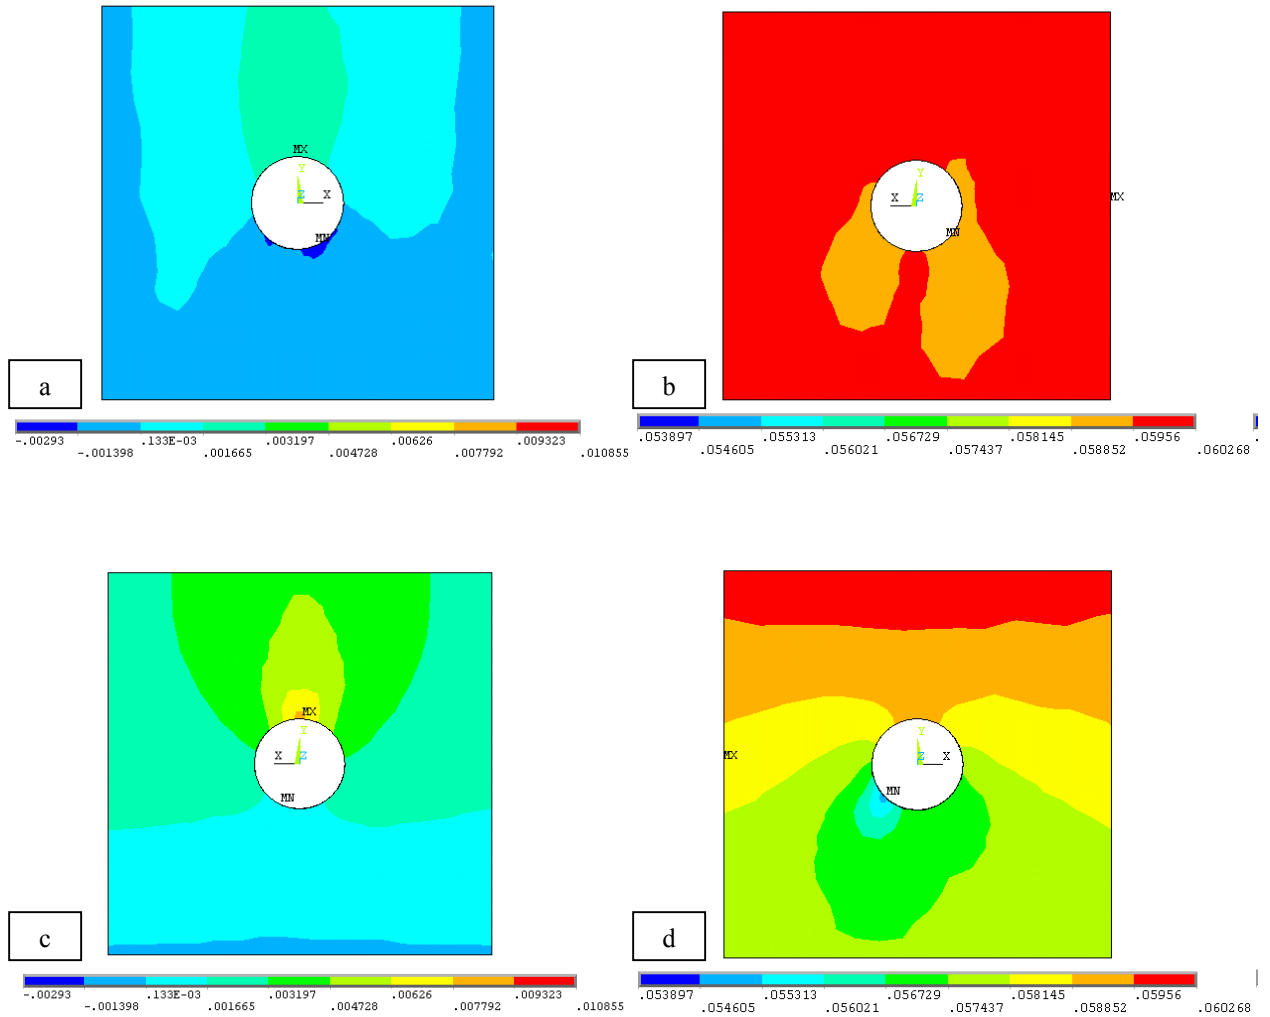 MX
Y
Z X
MN
a
-.00293 .133E-03 .003197 .00626 .009323
-.001398 .001665 .004728 .007792 .010855
Y
X Z
MX
MN
b
.053897 .055313 .056729 .058145 .05956
.054605 .056021 .057437 .058852 .060268
MX
Y
X Z
MN
c
-.00293 .133E-03 .003197 .00626 .009323
-.001398 .001665 .004728 .007792 .010855
Y
MX Z X
MN
d
.053897 .055313 .056729 .058145 .05956
.054605 .056021 .057437 .058852 .060268